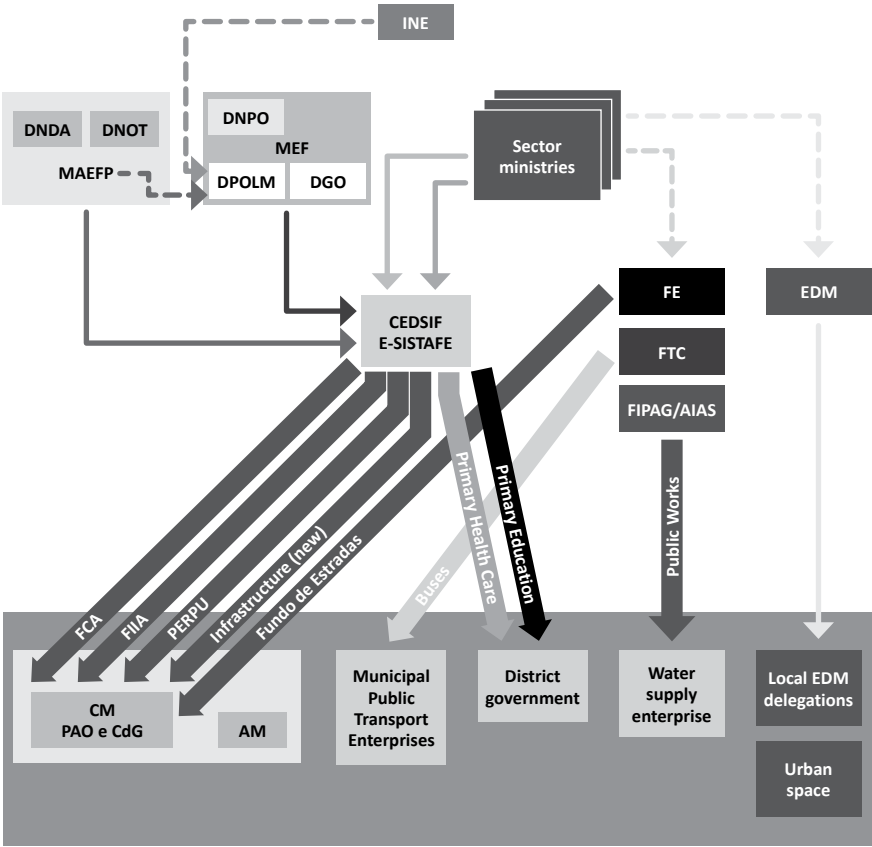 INE
DNDA
DNOT
MAEFP
DNPO
MEF
DPOLM
DGO
Sector
ministries
CEDSIF
E-SISTAFE
FE
EDM
FTC
FIPAG/AIAS
FCA
FIIA
PERPU
Infrastructure (new)
Fundo de Estradas
Buses
Primary Health Care
Primary Education
Public Works
CM
PAO e CdG
AM
Municipal
Public
Transport
Enterprises
District
government
Water
supply
enterprise
Local EDM
delegations
Urban
space